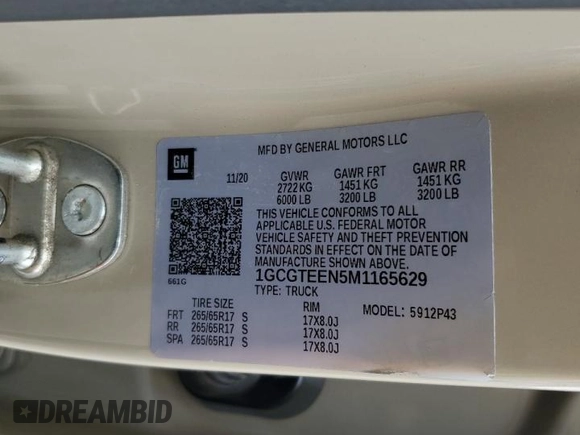 GM
MFD BY GENERAL MOTORS LLC
11/20
GVWR GAWR FRT GAWR RR
2722 KG 1451 KG 1451 KG
6000 LB 3200 LB 3200 LB
THIS VEHICLE CONFORMS TO ALL
APPLICABLE U.S. FEDERAL MOTOR
VEHICLE SAFETY AND THEFT PREVENTION
STANDARDS IN EFFECT ON THE DATE OF
MANUFACTURE SHOWN ABOVE.
661G
1GCGTEEN5M1165629
TYPE: TRUCK
TIRE SIZE RIM MODEL: 5912P43
FRT 265/65R17 S 17X8.0J
RR 265/65R17 S 17X8.0J
SPA 265/65R17 S 17X8.0J
DREAMBID